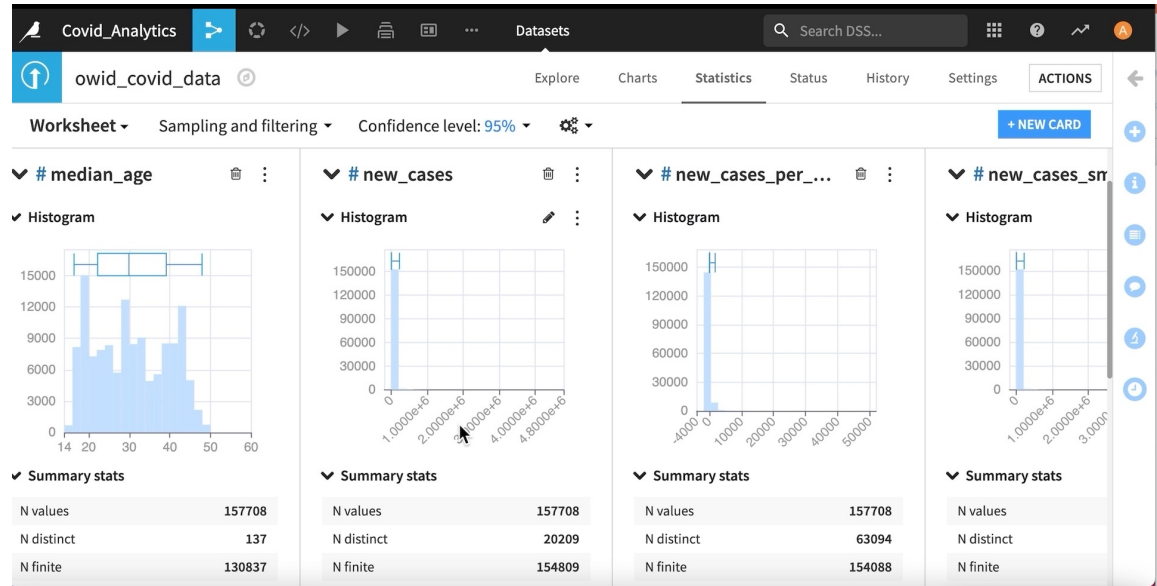 Covid_Analytics
Datasets
Search DSS...
A
owid_covid_data
Explore
Charts
Statistics
Status
History
Settings
ACTIONS
Worksheet
Sampling and filtering
Confidence level: 95%
+ NEW CARD
# median_age
Histogram
15000
12000
9000
6000
3000
0
14 20 30 40 50 60
Summary stats
N values 157708
N distinct 137
N finite 130837
# new_cases
Histogram
150000
120000
90000
60000
30000
0
0 1.0000e+6 2.0000e+6 4.0000e+6 4.8000e+6
Summary stats
N values 157708
N distinct 20209
N finite 154809
# new_cases_per_...
Histogram
150000
120000
90000
60000
30000
0
-4000 0 10000 20000 30000 40000 50000
Summary stats
N values 157708
N distinct 63094
N finite 154088
# new_cases_sm
Histogram
150000
120000
90000
60000
30000
0
0 1.0000e+6 2.0000e+6 3.000
Summary stats
N values
N distinct
N finite